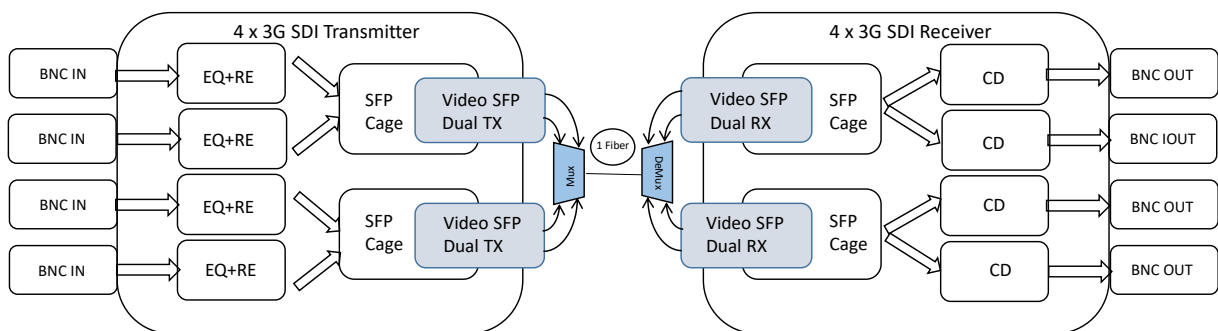 4 x 3G SDI Transmitter
BNC IN
BNC IN
BNC IN
BNC IN
EQ+RE
EQ+RE
EQ+RE
EQ+RE
SFP
Cage
Video SFP
Dual TX
SFP
Cage
Video SFP
Dual TX
Mux
1 Fiber
DeMux
4 x 3G SDI Receiver
Video SFP
Dual RX
SFP
Cage
Video SFP
Dual RX
SFP
Cage
CD
CD
CD
CD
BNC OUT
BNC IOUT
BNC OUT
BNC OUT